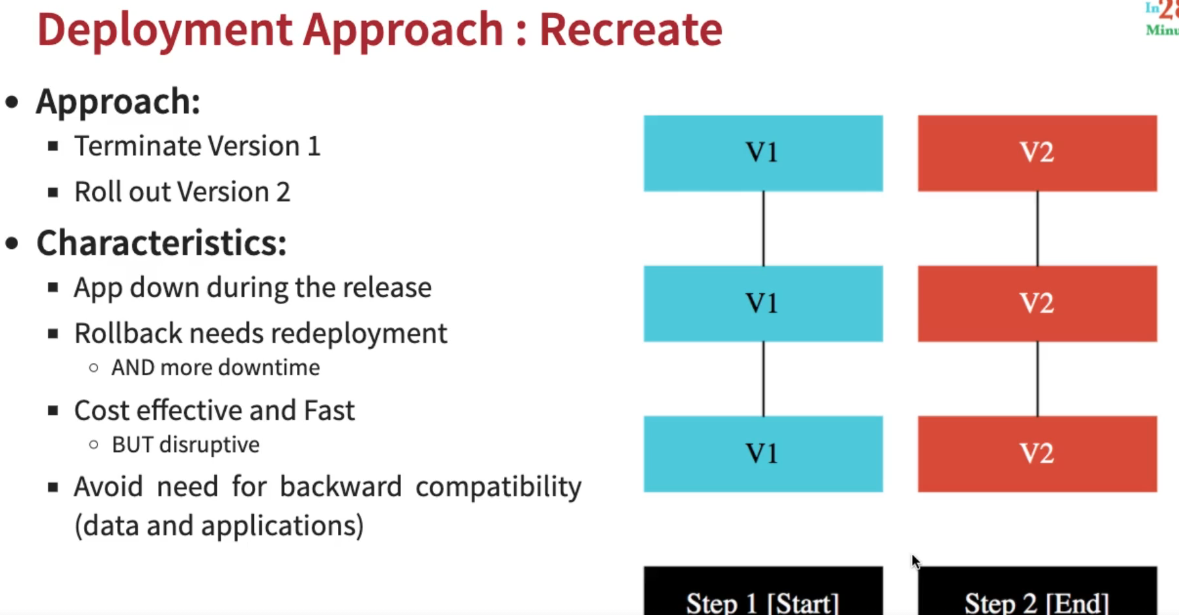 Deployment Approach : Recreate
In
Approach:
Terminate Version 1
Roll out Version 2
Characteristics:
App down during the release
Rollback needs redeployment
AND more downtime
Cost effective and Fast
BUT disruptive
Avoid need for backward compatibility
(data and applications)
V1
V2
V1
V2
V1
V2
Step 1 [Start]
Step 2 [End]